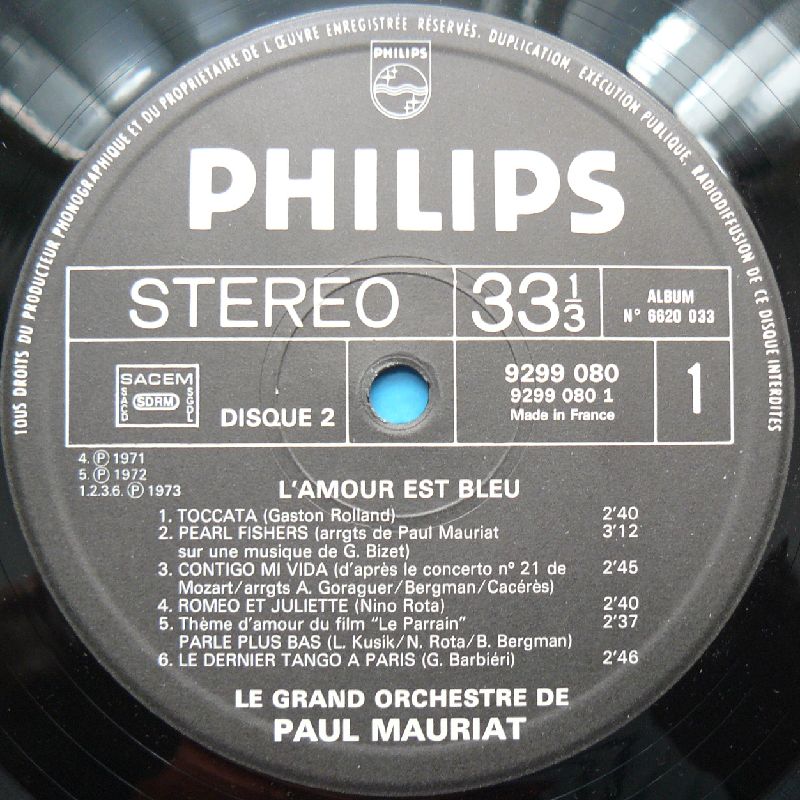 TOUS DROITS DU PRODUCTEUR PHONOGRAPHIQUE ET DU PROPRIETAIRE DE L'ŒUVRE ENREGISTRÉE RÉSERVÉS. DUPLICATION, EXECUTION PUBLIQUE, RADIODIFFUSION DE CE DISQUE INTERDITES
PHILIPS
PHILIPS
STEREO
33 1/3
ALBUM
N° 6620 033
SACEM
SACD
SDRM
SGDL
DISQUE 2
9299 080
9299 080 1
Made in France
1
4. Ⓟ 1971
5. Ⓟ 1972
1.2.3.6. Ⓟ 1973
L'AMOUR EST BLEU
1. TOCCATA (Gaston Rolland) 2'40
2. PEARL FISHERS (arrgts de Paul Mauriat 3'12
sur une musique de G. Bizet)
3. CONTIGO MI VIDA (d'après le concerto n° 21 de 2'45
Mozart/arrgts A. Goraguer/Bergman/Cacérès)
4. ROMEO ET JULIETTE (Nino Rota) 2'40
5. Thème d'amour du film "Le Parrain" 2'37
PARLE PLUS BAS (L. Kusik/N. Rota/B. Bergman)
6. LE DERNIER TANGO A PARIS (G. Barbiéri) 2'46
LE GRAND ORCHESTRE DE
PAUL MAURIAT